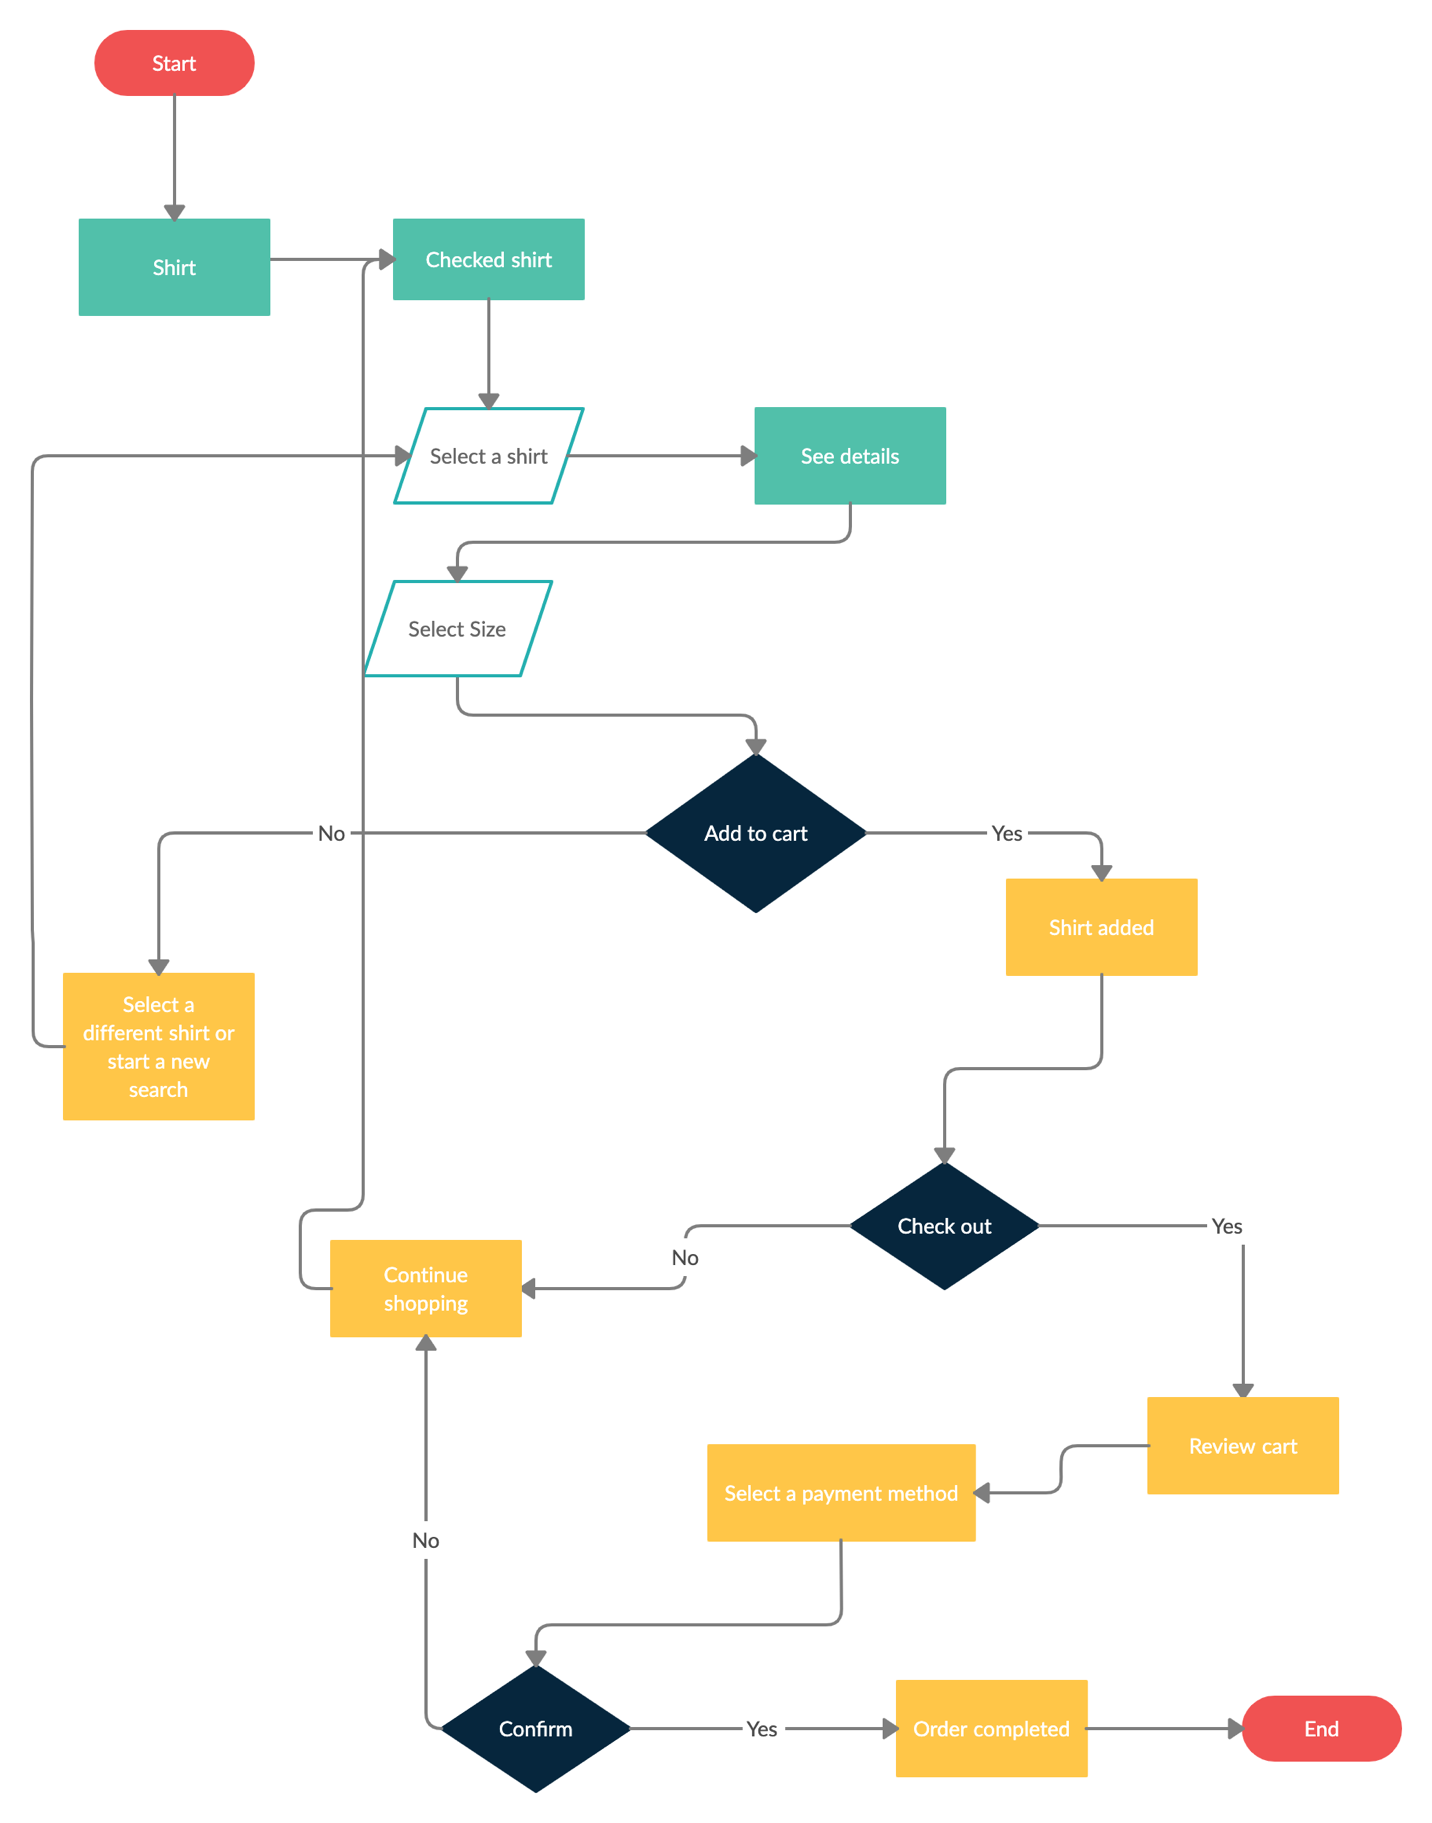 Start
Shirt
Checked shirt
Select a shirt
See details
Select Size
Add to cart
No
Yes
Shirt added
Select a
different shirt or
start a new
search
Check out
Yes
No
Continue
shopping
Review cart
Select a payment method
No
Confirm
Yes
Order completed
End